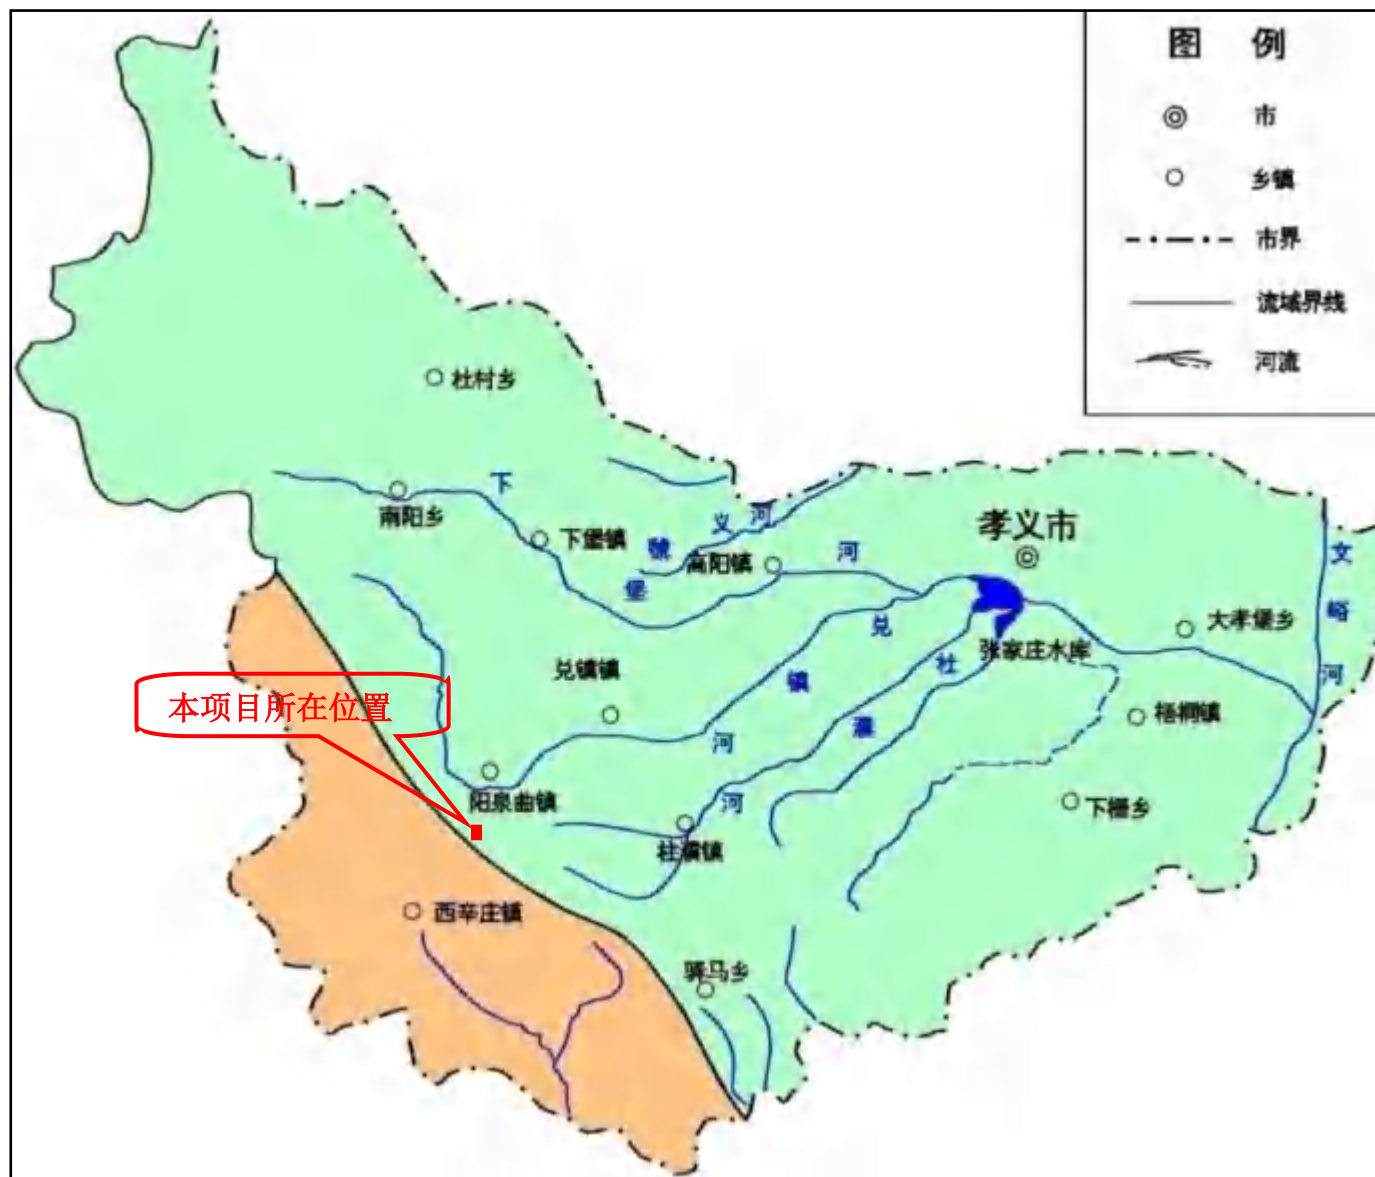 图 例
市
乡镇
市界
流域界线
河流
杜村乡
南阳乡
下
堡
河
下堡镇
虢
义
河
高阳镇
孝义市
文
峪
河
大孝堡乡
张家庄水库
兑
镇
河
兑镇镇
杜
濛
河
梧桐镇
本项目所在位置
阳泉曲镇
下栅乡
柱濮镇
西辛庄镇
驿马乡